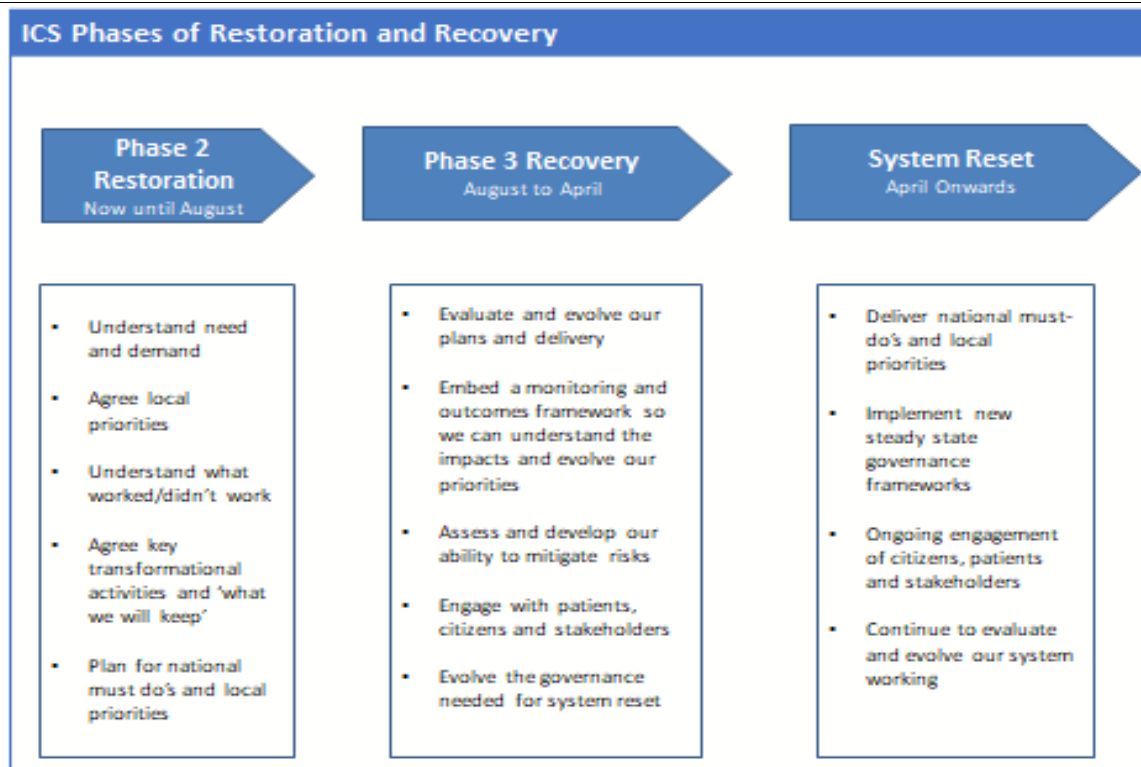 ICS Phases of Restoration and Recovery
Phase 2
Restoration
Now until August
Phase 3 Recovery
August to April
System Reset
April Onwards
▪ Understand need
and demand
▪ Agree local
priorities
▪ Understand what
worked/didn't work
▪ Agree key
transformational
activities and 'what
we will keep'
▪ Plan for national
must do's and local
priorities
▪ Evaluate and evolve our
plans and delivery
▪ Embed a monitoring and
outcomes framework so
we can understand the
impacts and evolve our
priorities
▪ Assess and develop our
ability to mitigate risks
▪ Engage with patients,
citizens and stakeholders
▪ Evolve the governance
needed for system reset
▪ Deliver national must-
do's and local
priorities
▪ Implement new
steady state
governance
frameworks
▪ Ongoing engagement
of citizens, patients
and stakeholders
▪ Continue to evaluate
and evolve our system
working